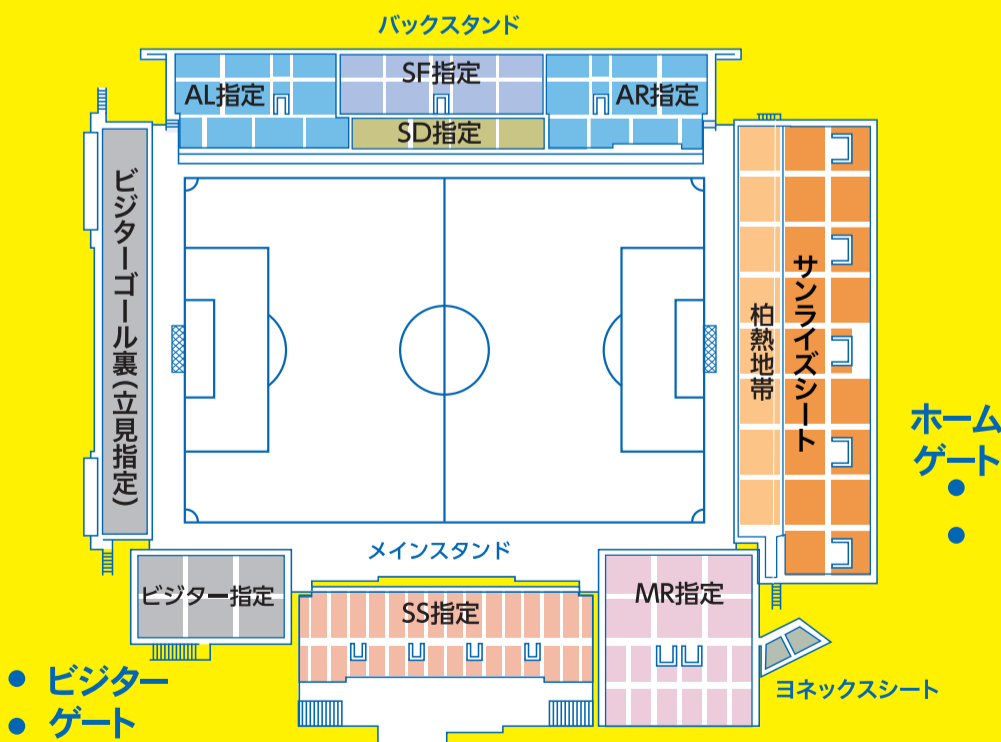 バックスタンド
AL指定
SF指定
AR指定
SD指定
ビジターゴール裏(立見指定)
柏熱地帯
サンライズシート
ホーム
ゲート
メインスタンド
ビジター指定
SS指定
MR指定
ヨネックスシート
ビジター
ゲート